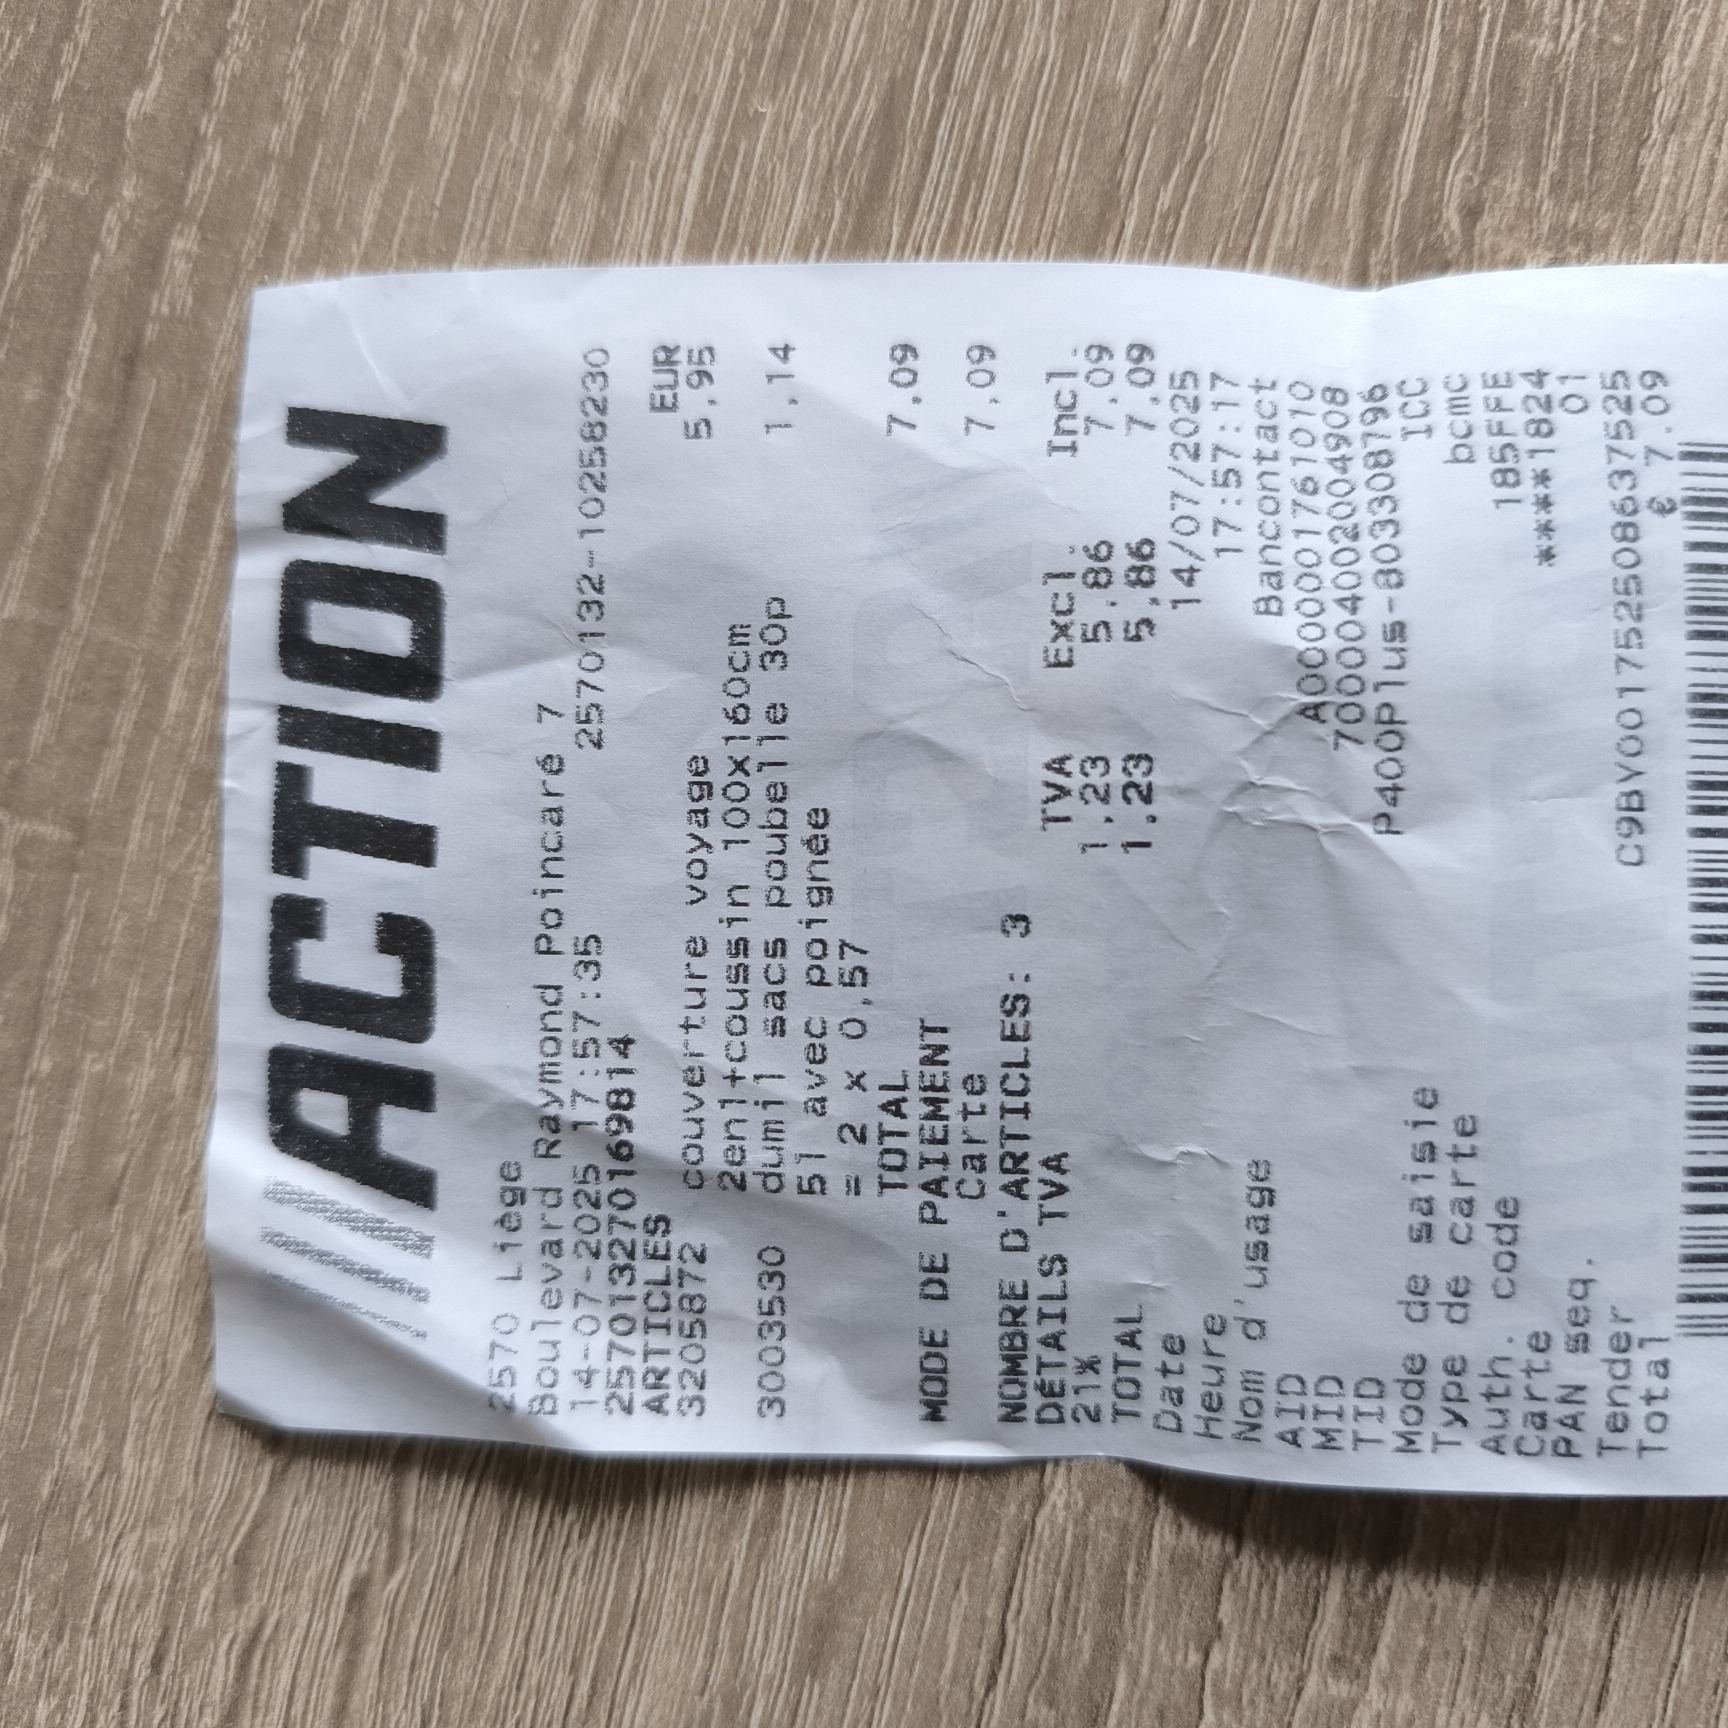 ACTION
2570 Liège
Boulevard Raymond Poincaré 7
14-07-2025 17:57:35 2570132-10258230
257013270169814
ARTICLES EUR
3205872 couverture voyage 5,95
2en1+coussin 100x160cm
3003530 dumil sacs poubelle 30p 1,14
5l avec poignée
= 2 x 0,57
TOTAL 7,09
MODE DE PAIEMENT
Carte 7,09
NOMBRE D'ARTICLES: 3
DÉTAILS TVA TVA Excl. Incl.
21% 1,23 5,86 7,09
TOTAL 1,23 5,86 7,09
Date 14/07/2025
Heure 17:57:17
Nom d'usage Bancontact
AID
MID
TID P400Plus-803308796
Mode de saisie ICC
Type de carte bcmc
Auth. code 185FFE
Carte ****1824
PAN seq. 01
Tender C9BY001752508637525
Total € 7.09